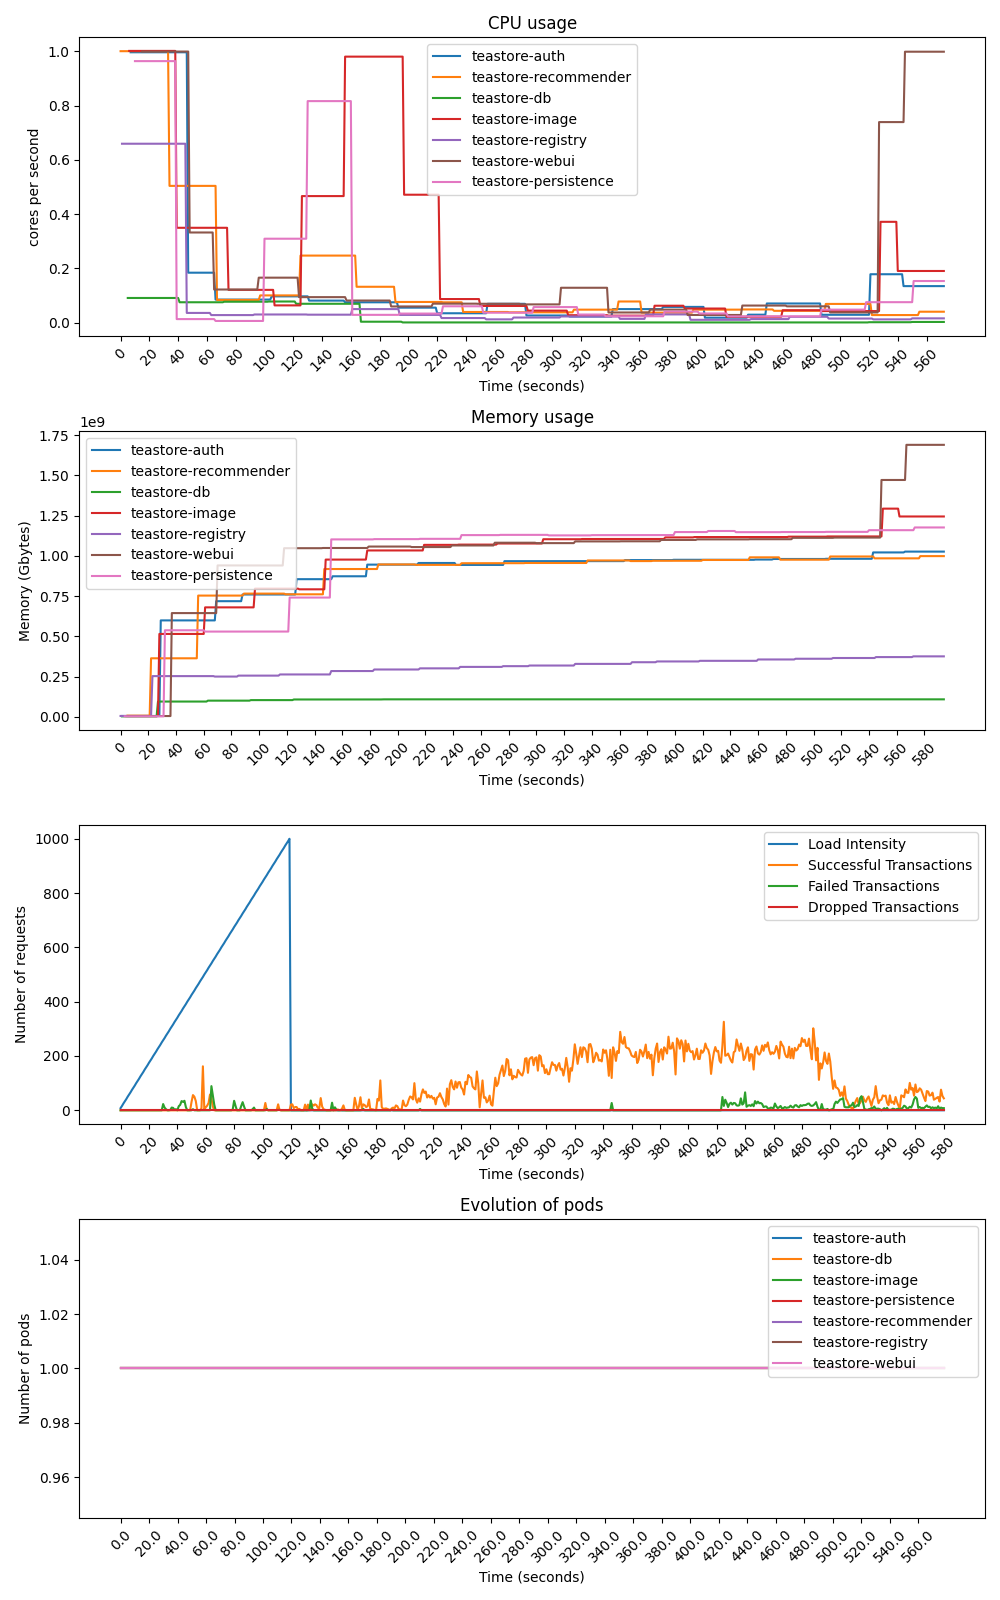 CPU usage
cores per second
1.0
0.8
0.6
0.4
0.2
0.0
teastore-auth
teastore-recommender
teastore-db
teastore-image
teastore-registry
teastore-webui
teastore-persistence
0 20 40 60 80 100 120 140 160 180 200 220 240 260 280 300 320 340 360 380 400 420 440 460 480 500 520 540 560
Time (seconds)
Memory usage
1e9
Memory (Gbytes)
1.75
1.50
1.25
1.00
0.75
0.50
0.25
0.00
teastore-auth
teastore-recommender
teastore-db
teastore-image
teastore-registry
teastore-webui
teastore-persistence
0 20 40 60 80 100 120 140 160 180 200 220 240 260 280 300 320 340 360 380 400 420 440 460 480 500 520 540 560 580
Time (seconds)
Number of requests
1000
800
600
400
200
0
Load Intensity
Successful Transactions
Failed Transactions
Dropped Transactions
0 20 40 60 80 100 120 140 160 180 200 220 240 260 280 300 320 340 360 380 400 420 440 460 480 500 520 540 560 580
Time (seconds)
Evolution of pods
Number of pods
1.04
1.02
1.00
0.98
0.96
teastore-auth
teastore-db
teastore-image
teastore-persistence
teastore-recommender
teastore-registry
teastore-webui
0.0 20.0 40.0 60.0 80.0 100.0 120.0 140.0 160.0 180.0 200.0 220.0 240.0 260.0 280.0 300.0 320.0 340.0 360.0 380.0 400.0 420.0 440.0 460.0 480.0 500.0 520.0 540.0 560.0
Time (seconds)